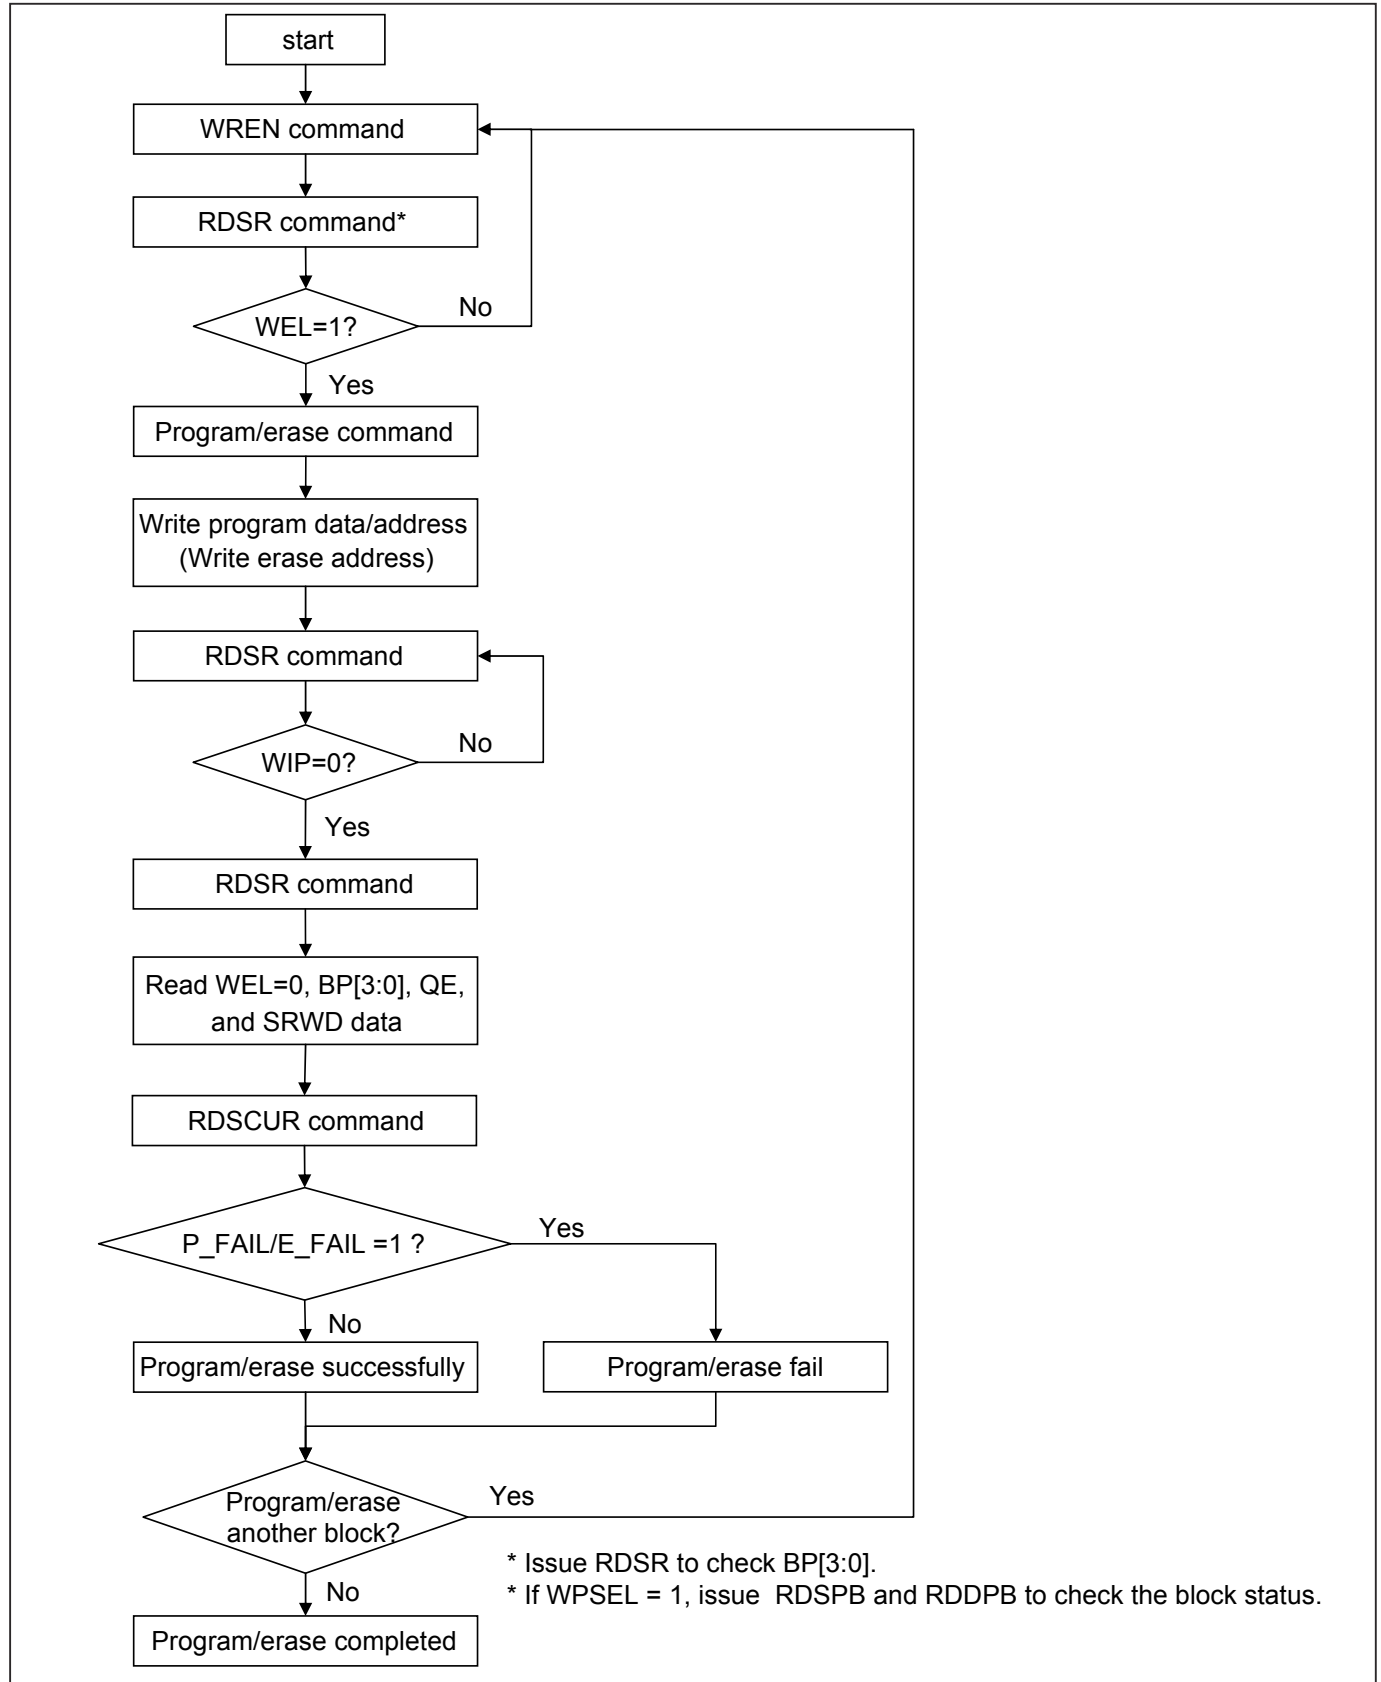 start
WREN command
RDSR command*
WEL=1?
No
Yes
Program/erase command
Write program data/address
(Write erase address)
RDSR command
WIP=0?
No
Yes
RDSR command
Read WEL=0, BP[3:0], QE,
and SRWD data
RDSCUR command
P_FAIL/E_FAIL =1 ?
Yes
No
Program/erase successfully
Program/erase fail
Program/erase
another block?
Yes
* Issue RDSR to check BP[3:0].
* If WPSEL = 1, issue  RDSPB and RDDPB to check the block status.
No
Program/erase completed